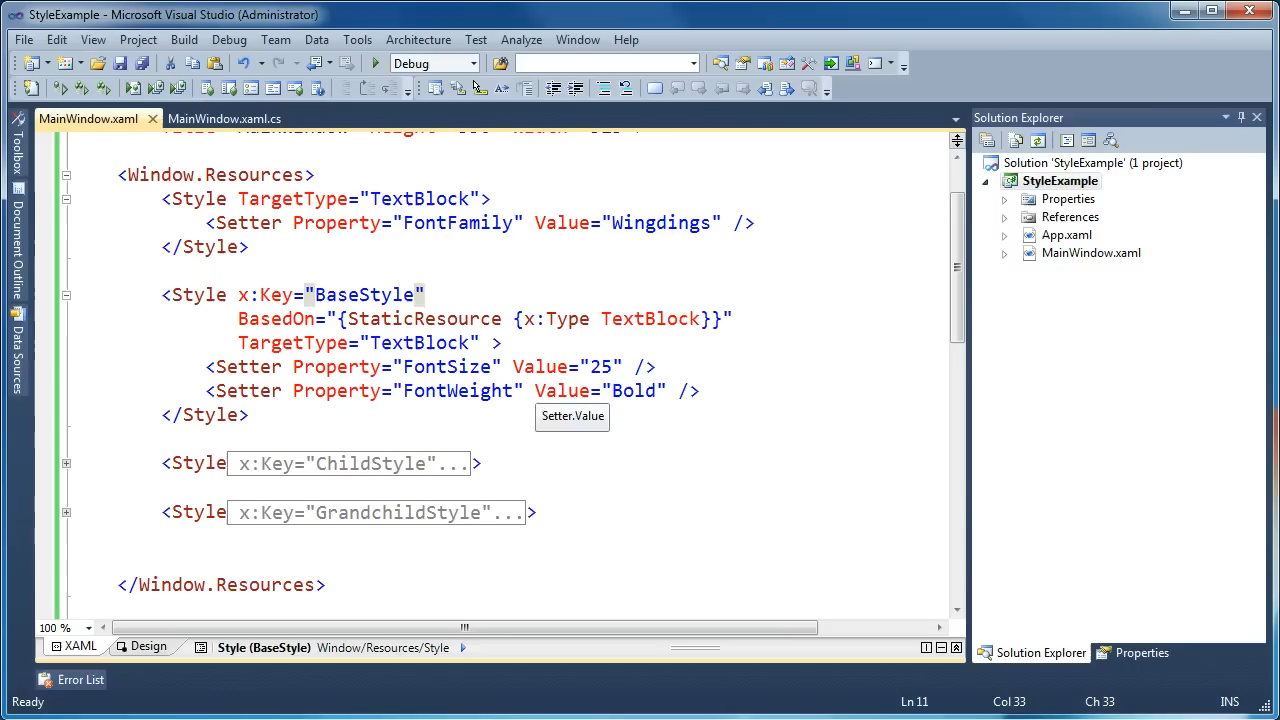 StyleExample - Microsoft Visual Studio (Administrator)
File Edit View Project Build Debug Team Data Tools Architecture Test Analyze Window Help
Debug
MainWindow.xaml MainWindow.xaml.cs
<Window.Resources>
<Style TargetType="TextBlock">
<Setter Property="FontFamily" Value="Wingdings" />
</Style>
<Style x:Key="BaseStyle"
BasedOn="{StaticResource {x:Type TextBlock}}"
TargetType="TextBlock" >
<Setter Property="FontSize" Value="25" />
<Setter Property="FontWeight" Value="Bold" />
Setter.Value
</Style>
<Style x:Key="ChildStyle"...>
<Style x:Key="GrandchildStyle"...>
</Window.Resources>
100 %
XAML Design Style (BaseStyle) Window/Resources/Style
Toolbox
Document Outline
Data Sources
Solution Explorer
Solution 'StyleExample' (1 project)
StyleExample
Properties
References
App.xaml
MainWindow.xaml
Solution Explorer Properties
Error List
Ready Ln 11 Col 33 Ch 33 INS